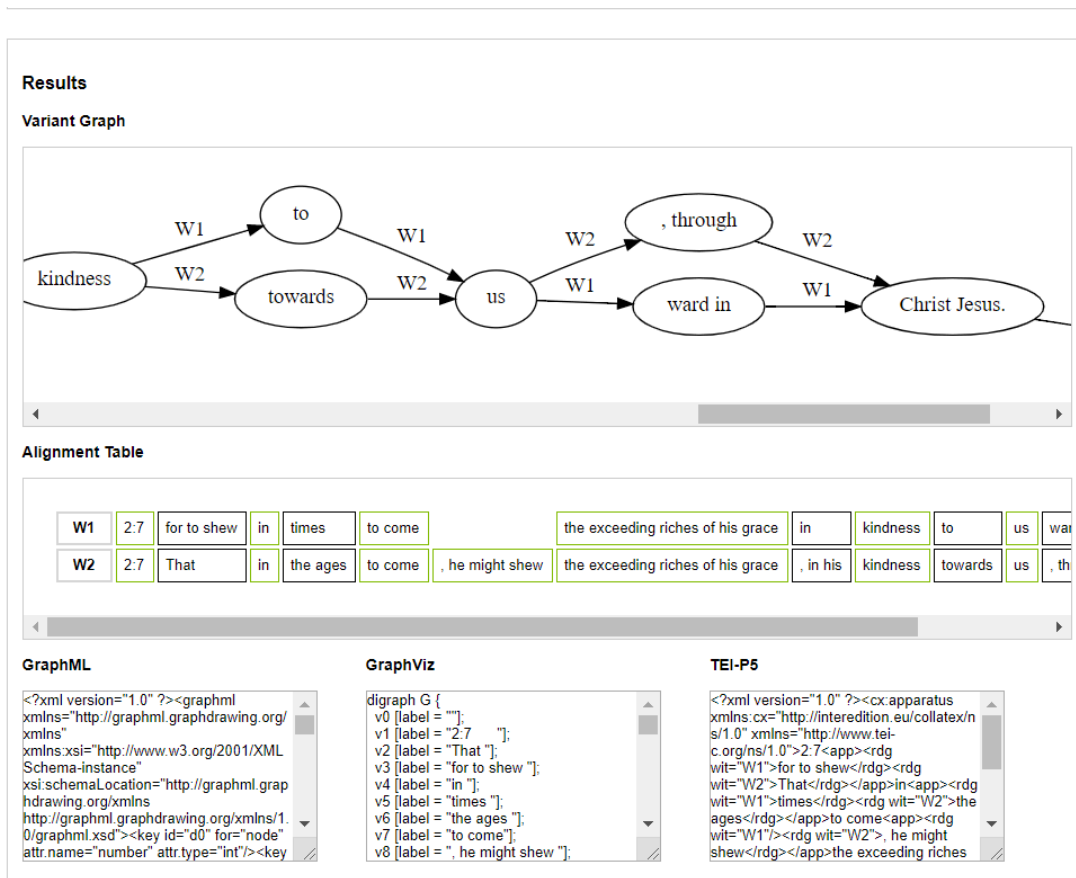 Results
Variant Graph
kindness W1 to W1 us W2 , through W2 Christ Jesus.
W2 towards W2 W1 ward in W1
Alignment Table
W1 2:7 for to shew in times to come the exceeding riches of his grace in kindness to us war
W2 2:7 That in the ages to come , he might shew the exceeding riches of his grace , in his kindness towards us , th
GraphML
<?xml version="1.0" ?><graphml
xmlns="http://graphml.graphdrawing.org/
xmlns"
xmlns:xsi="http://www.w3.org/2001/XML
Schema-instance"
xsi:schemaLocation="http://graphml.grap
hdrawing.org/xmlns
http://graphml.graphdrawing.org/xmlns/1.
0/graphml.xsd"><key id="d0" for="node"
attr.name="number" attr.type="int"/><key
GraphViz
digraph G {
v0 [label = ""];
v1 [label = "2:7 "];
v2 [label = "That "];
v3 [label = "for to shew "];
v4 [label = "in "];
v5 [label = "times "];
v6 [label = "the ages "];
v7 [label = "to come"];
v8 [label = ", he might shew "];
TEI-P5
<?xml version="1.0" ?><cx:apparatus
xmlns:cx="http://interedition.eu/collatex/n
s/1.0" xmlns="http://www.tei-
c.org/ns/1.0">2:7<app><rdg
wit="W1">for to shew</rdg><rdg
wit="W2">That</rdg></app>in<app><rdg
wit="W1">times</rdg><rdg wit="W2">the
ages</rdg></app>to come<app><rdg
wit="W1"/><rdg wit="W2">, he might
shew</rdg></app>the exceeding riches